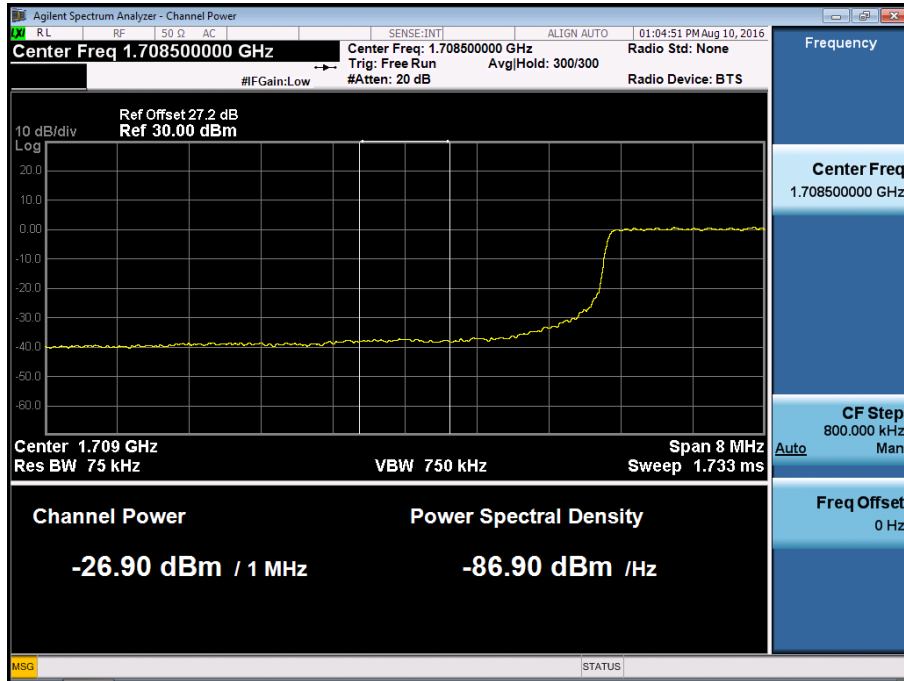 Agilent Spectrum Analyzer - Channel Power
LXI RL RF 50 Ω AC SENSE:INT ALIGN AUTO 01:04:51 PM Aug 10, 2016
Center Freq 1.708500000 GHz
Center Freq: 1.708500000 GHz
Radio Std: None
Trig: Free Run Avg|Hold: 300/300
#IFGain:Low
#Atten: 20 dB
Radio Device: BTS
Ref Offset 27.2 dB
10 dB/div Ref 30.00 dBm
Log
20.0
10.0
0.00
-10.0
-20.0
-30.0
-40.0
-50.0
-60.0
Center 1.709 GHz
Span 8 MHz
Res BW 75 kHz
VBW 750 kHz
Sweep 1.733 ms
Channel Power
Power Spectral Density
-26.90 dBm / 1 MHz
-86.90 dBm /Hz
MSG
STATUS
Frequency
Center Freq
1.708500000 GHz
CF Step
800.000 kHz
Auto Man
Freq Offset
0 Hz